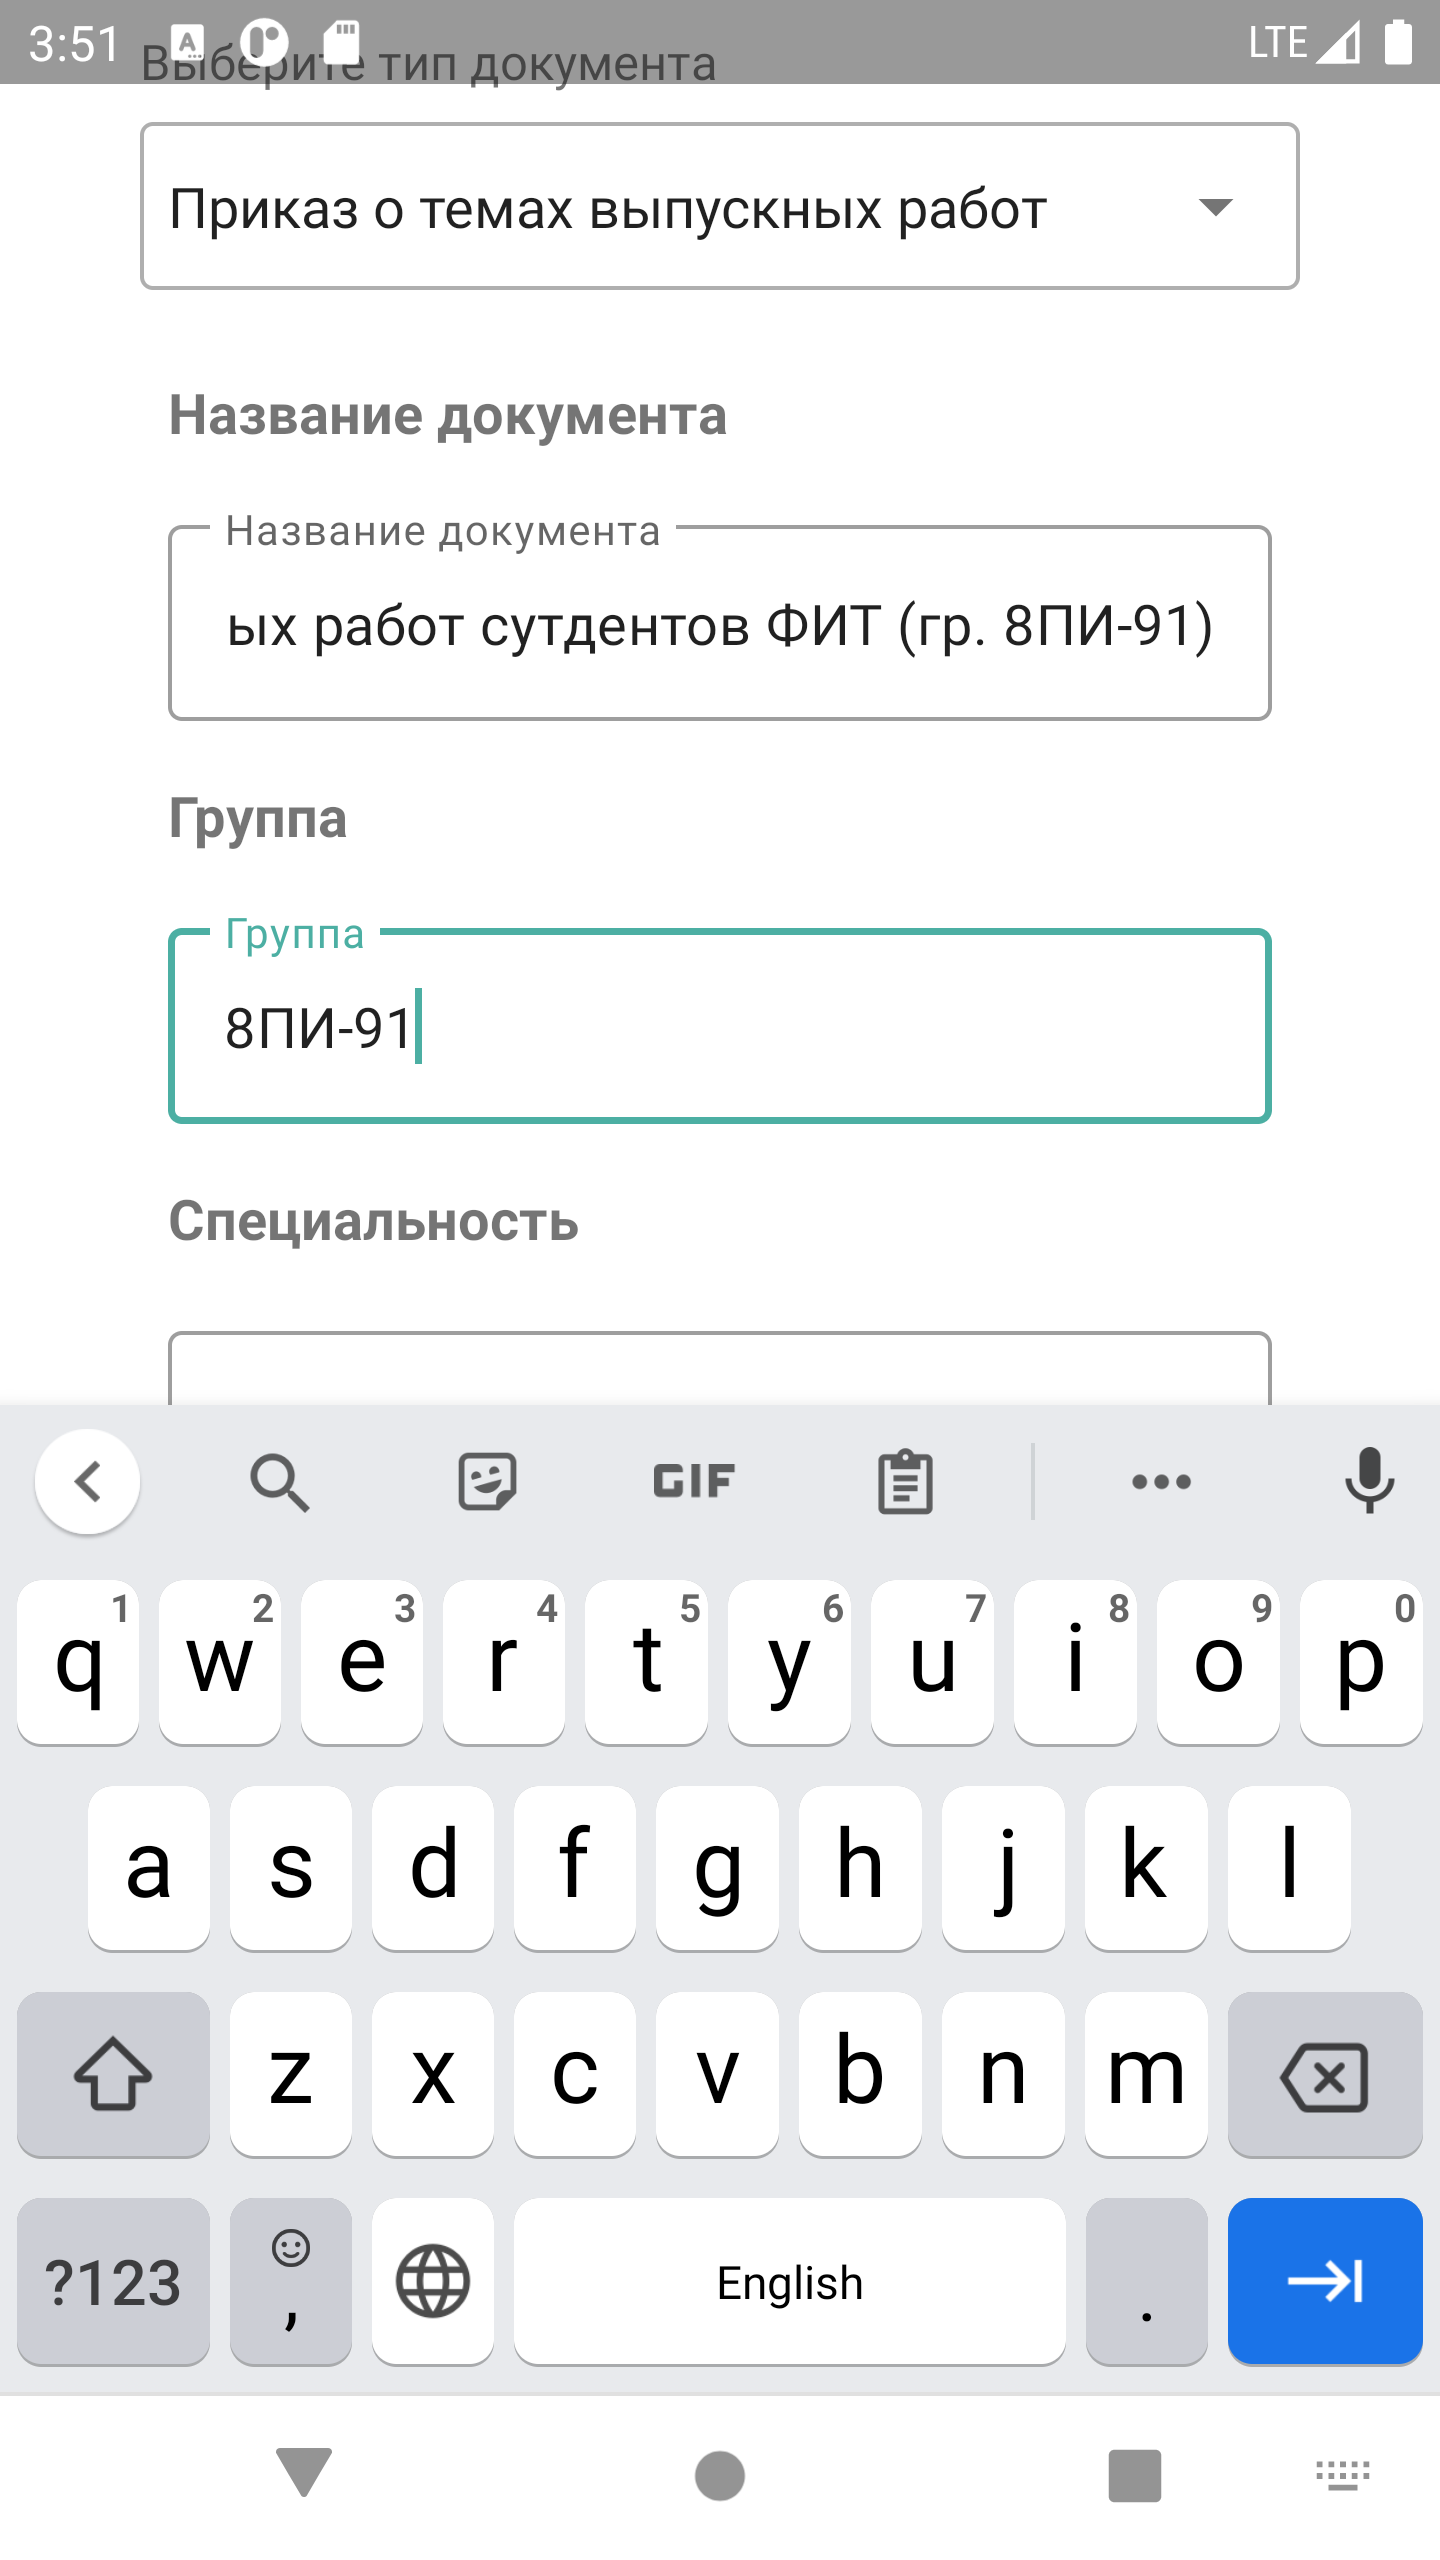 3:51 LTE
Выберите тип документа
Приказ о темах выпускных работ
Название документа
Название документа
ых работ сутдентов ФИТ (гр. 8ПИ-91)
Группа
Группа
8ПИ-91
Специальность
GIF
1 2 3 4 5 6 7 8 9 0
q w e r t y u i o p
a s d f g h j k l
z x c v b n m
?123 , English .